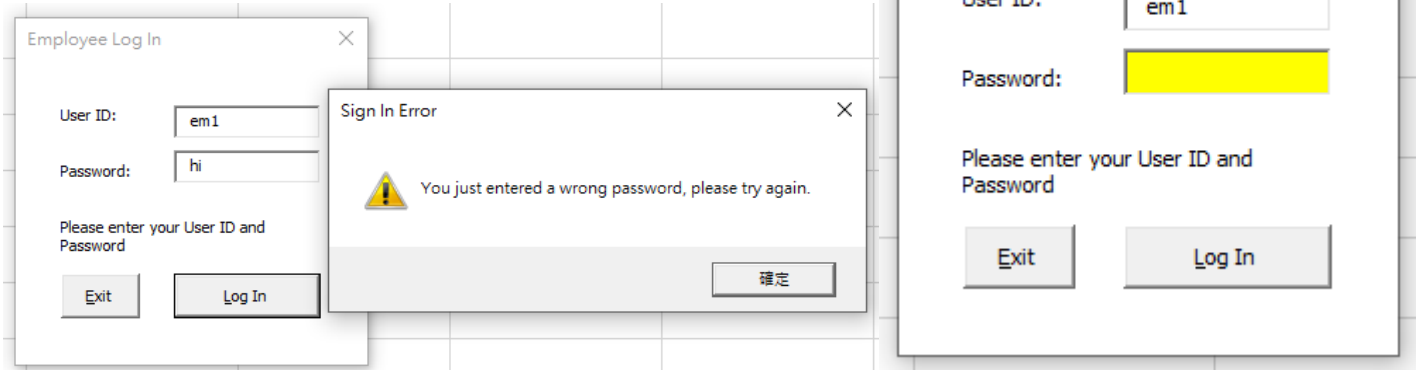 Employee Log In
User ID:
em1
Password:
hi
Please enter your User ID and
Password
Exit
Log In
Sign In Error
You just entered a wrong password, please try again.
確定
User ID:
em1
Password:
Please enter your User ID and
Password
Exit
Log In